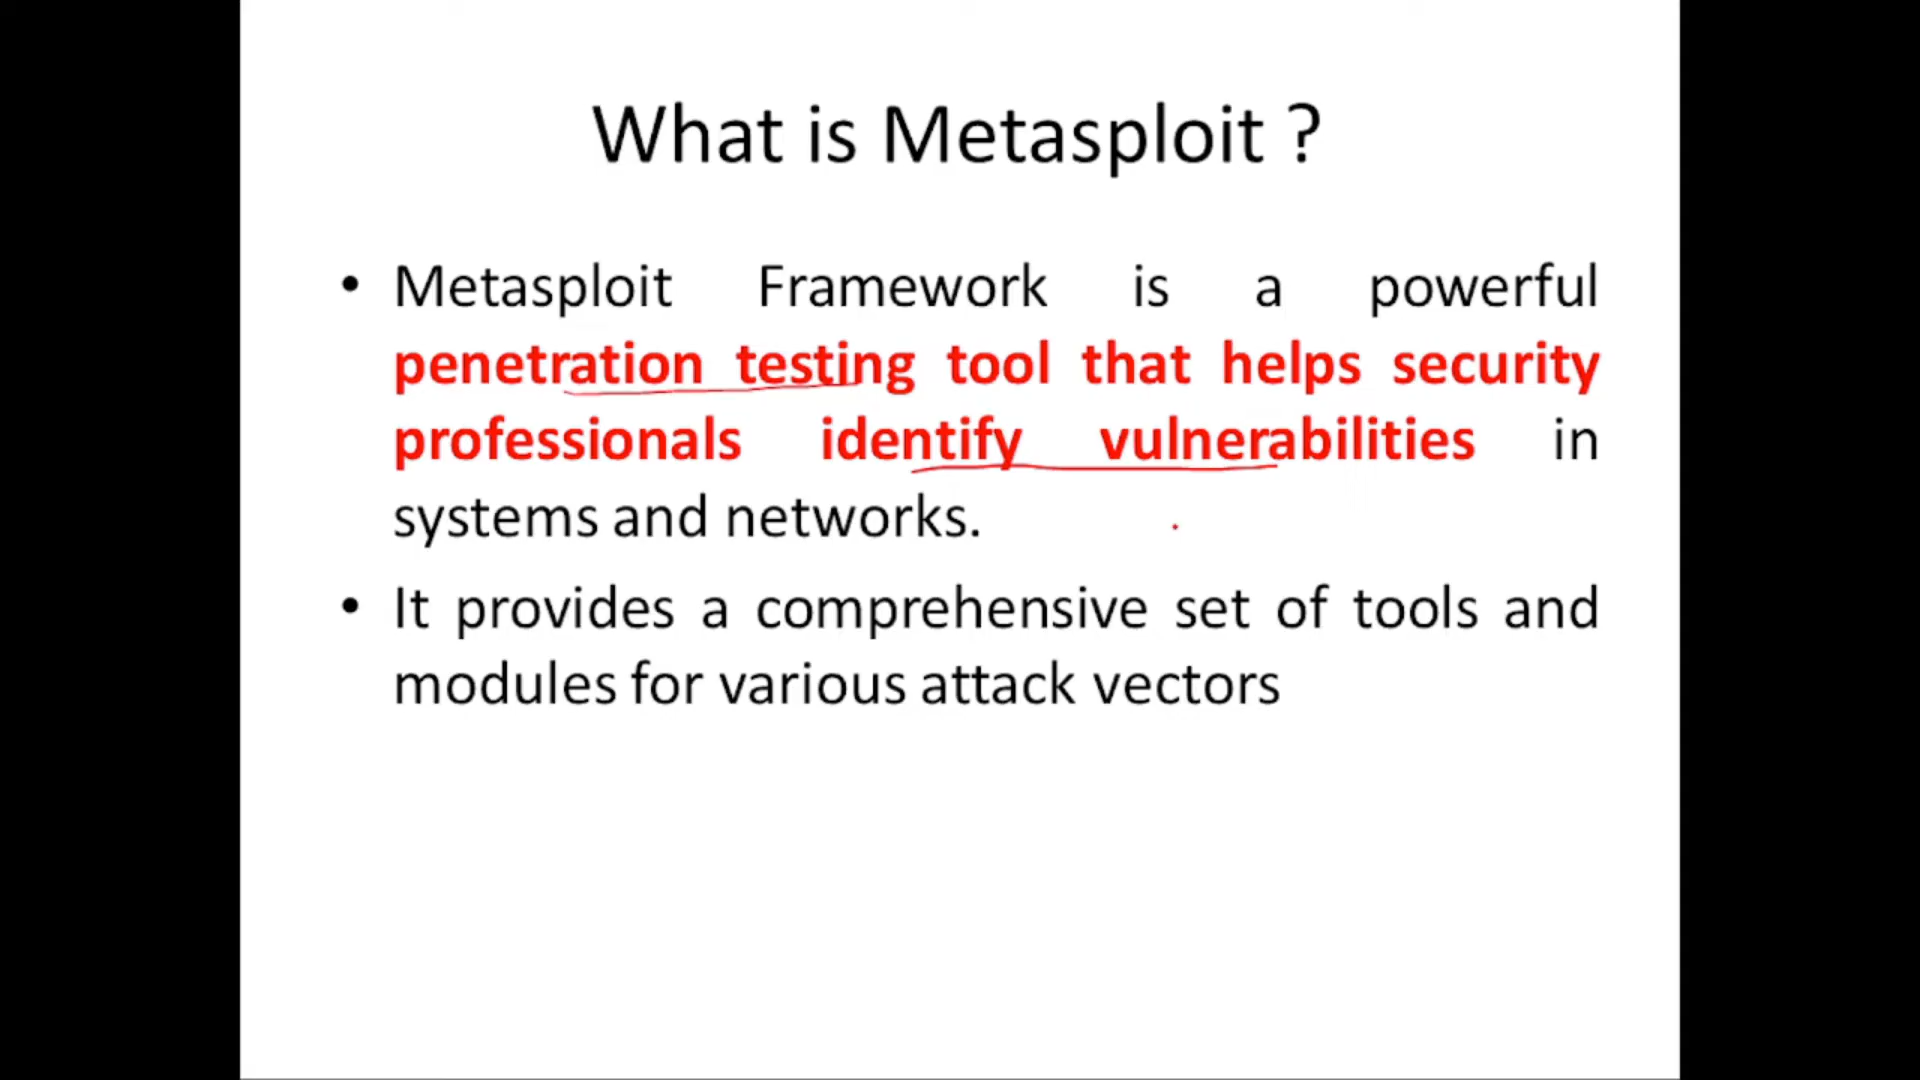 What is Metasploit ?
• Metasploit Framework is a powerful
penetration testing tool that helps security
professionals identify vulnerabilities in
systems and networks.
• It provides a comprehensive set of tools and
modules for various attack vectors